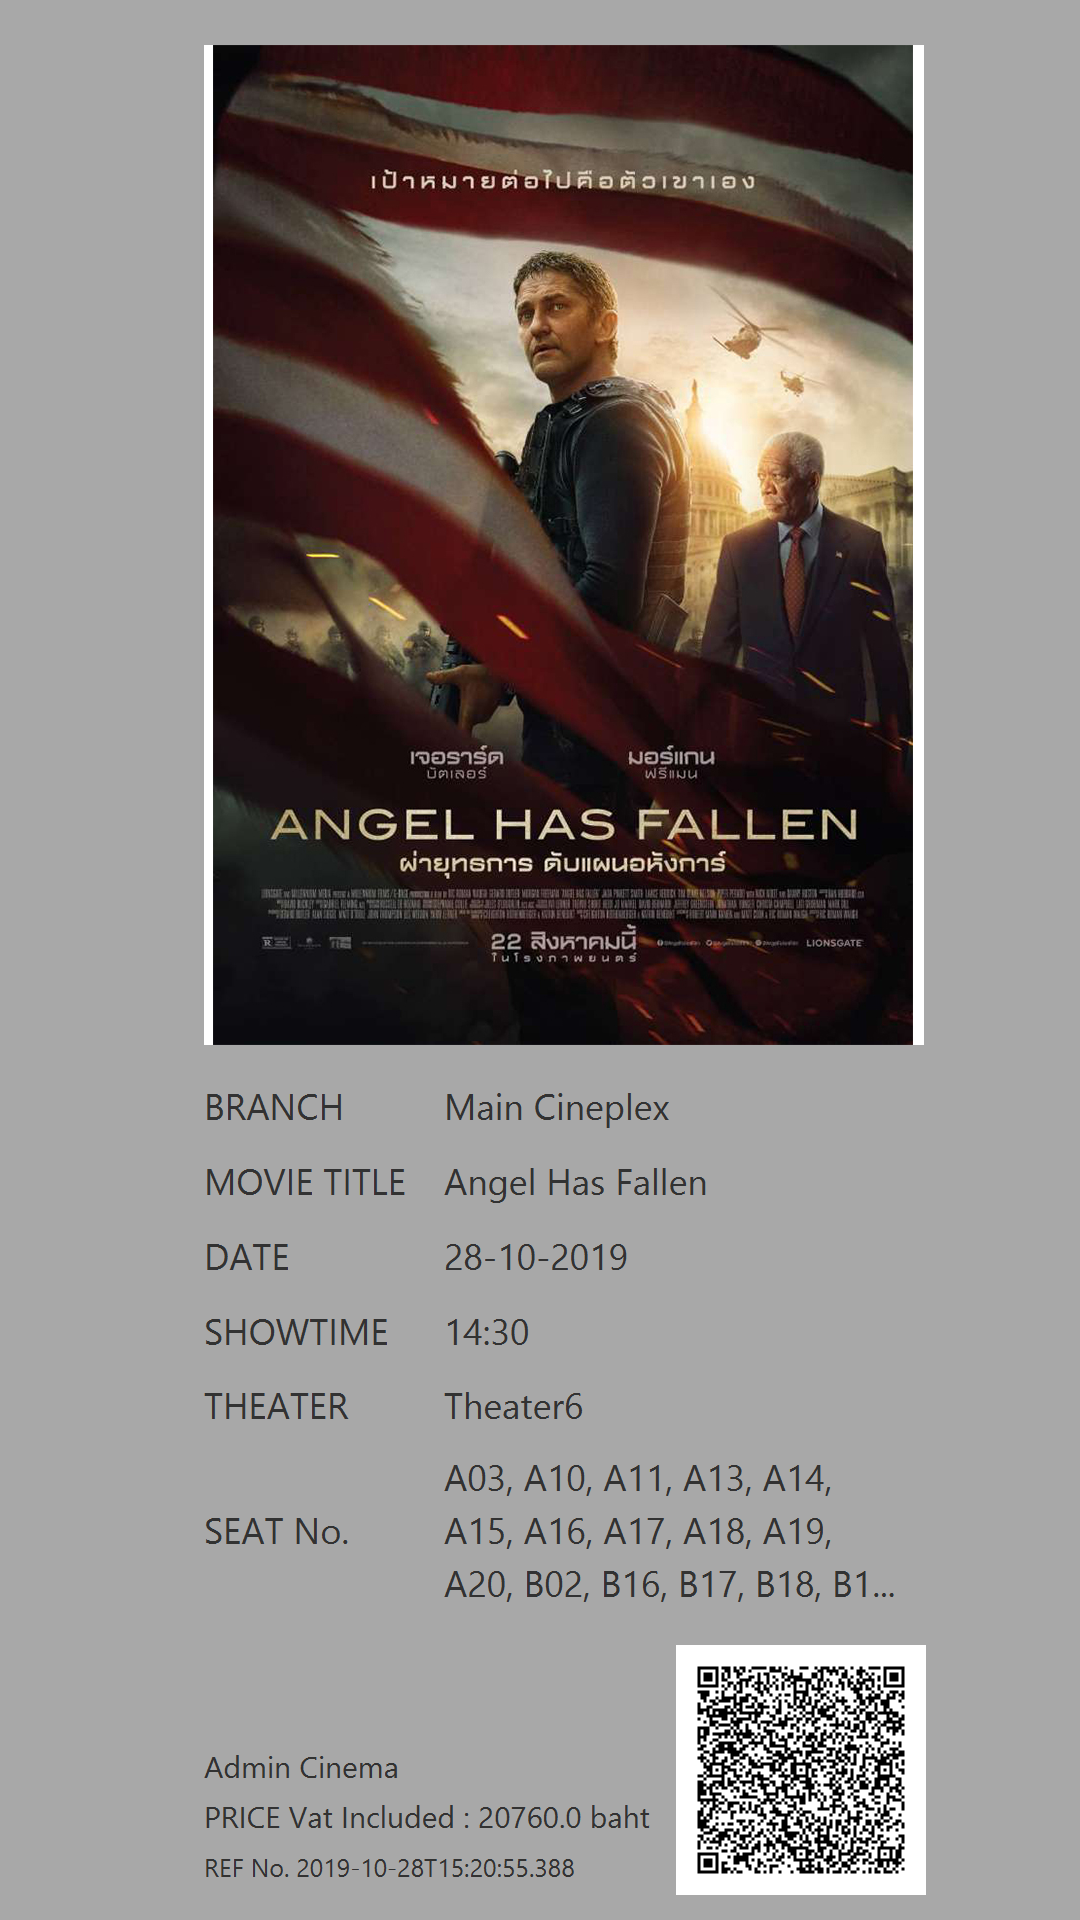 เป้าหมายต่อไปคือตัวเขาเอง
เจอราร์ด มอร์แกน
บัตเลอร์ ฟรีแมน
ANGEL HAS FALLEN
ผ่ายุทธการ ดับแผนอหังการ์
22 สิงหาคมนี้
ในโรงภาพยนตร์
LIONSGATE
BRANCH Main Cineplex
MOVIE TITLE Angel Has Fallen
DATE 28-10-2019
SHOWTIME 14:30
THEATER Theater6
SEAT No. A03, A10, A11, A13, A14,
A15, A16, A17, A18, A19,
A20, B02, B16, B17, B18, B1...
Admin Cinema
PRICE Vat Included : 20760.0 baht
REF No. 2019-10-28T15:20:55.388